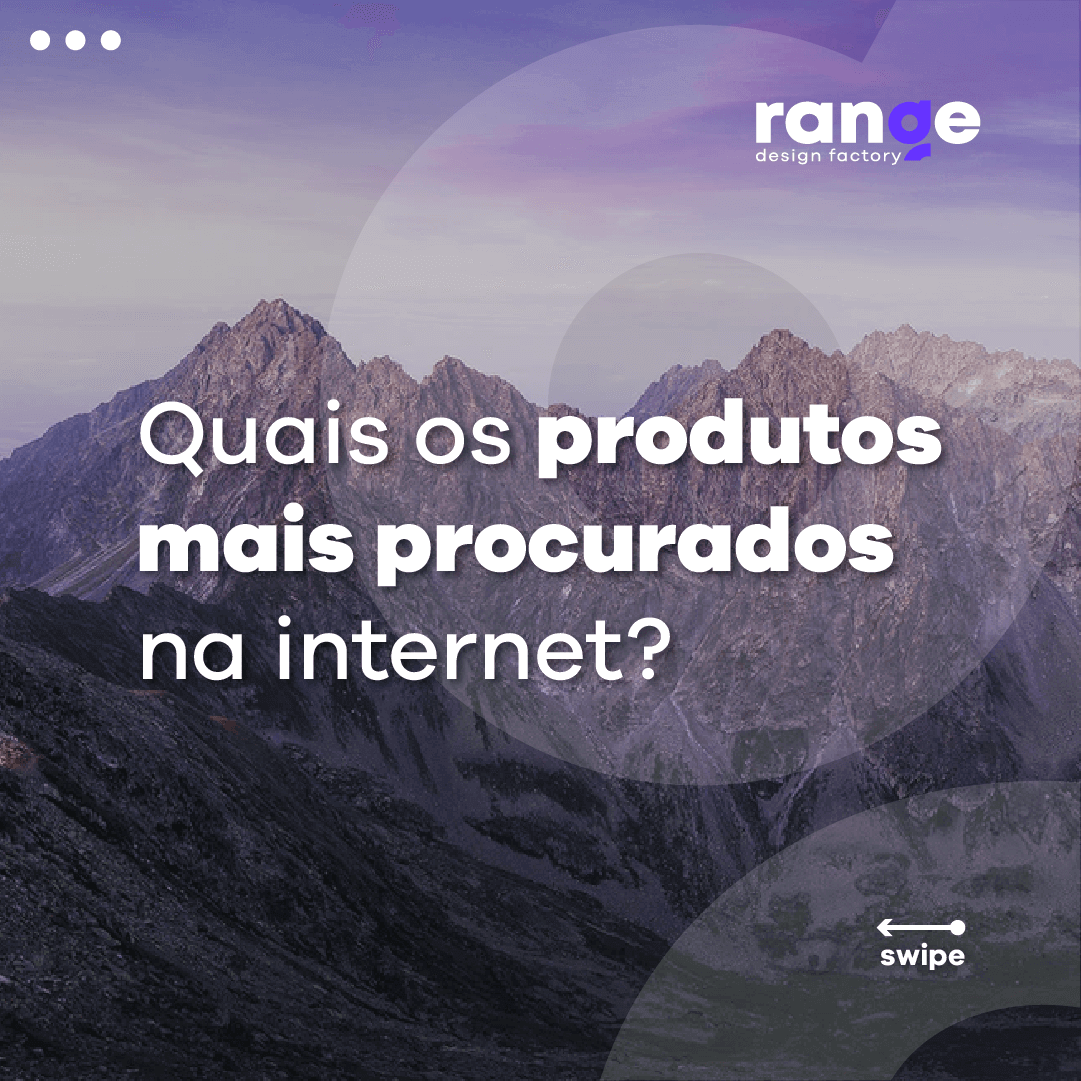 range
design factory
Quais os produtos
mais procurados
na internet?
swipe